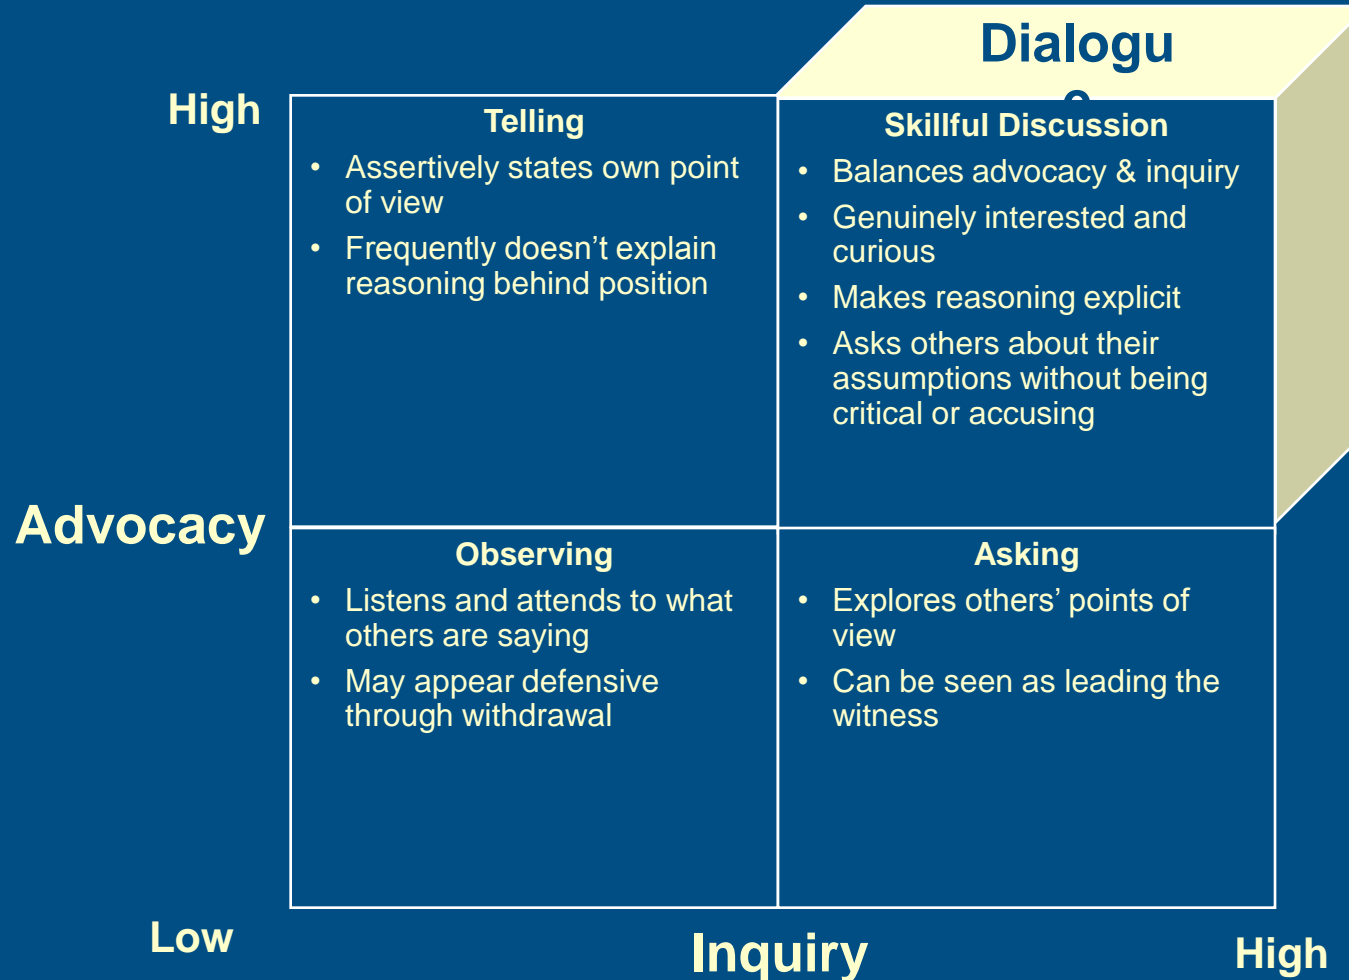 Dialogu
e
High
Telling
• Assertively states own point
of view
• Frequently doesn’t explain
reasoning behind position
Skillful Discussion
• Balances advocacy & inquiry
• Genuinely interested and
curious
• Makes reasoning explicit
• Asks others about their
assumptions without being
critical or accusing
Advocacy
Observing
• Listens and attends to what
others are saying
• May appear defensive
through withdrawal
Asking
• Explores others’ points of
view
• Can be seen as leading the
witness
Low
Inquiry
High